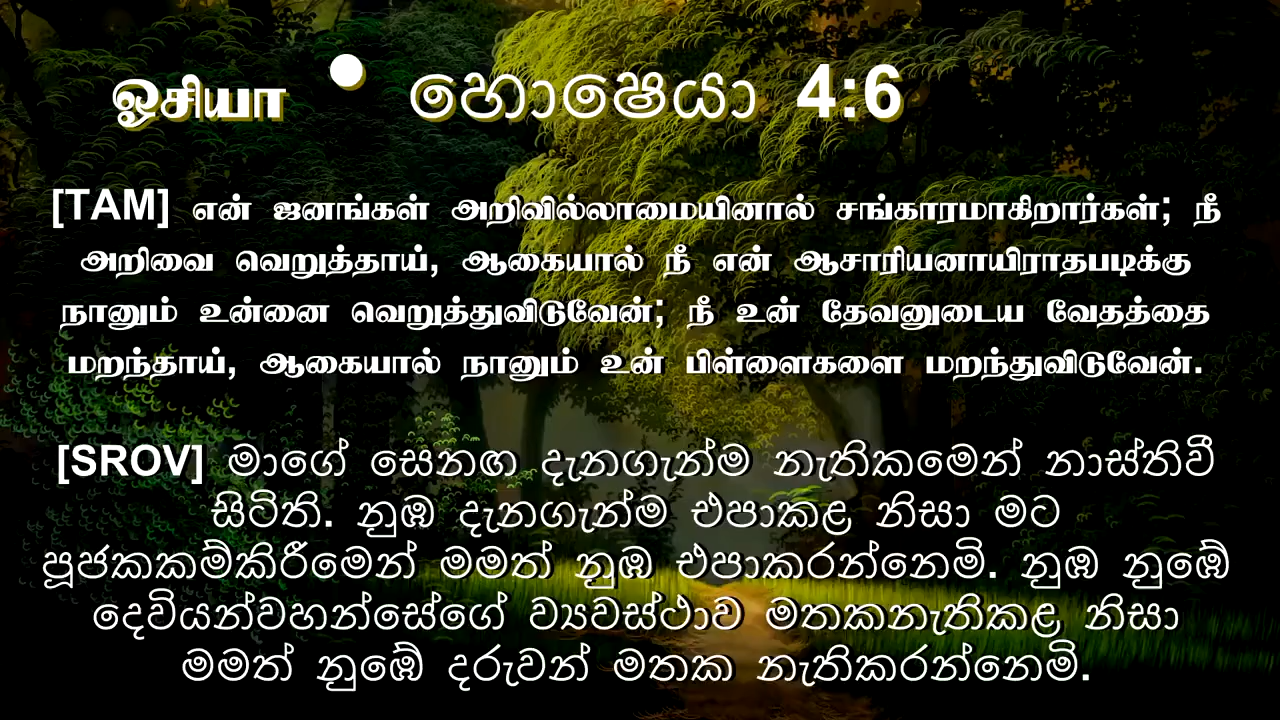 ஓசியா • හොෂෙයා 4:6
[TAM] என் ஜனங்கள் அறிவில்லாமையினால் சங்காரமாகிறார்கள்; நீ
அறிவை வெறுத்தாய், ஆகையால் நீ என் ஆசாரியனாயிராதபடிக்கு
நானும் உன்னை வெறுத்துவிடுவேன்; நீ உன் தேவனுடைய வேதத்தை
மறந்தாய், ஆகையால் நானும் உன் பிள்ளைகளை மறந்துவிடுவேன்.
[SROV] මාගේ සෙනඟ දැනගැන්ම නැතිකමෙන් නාස්තිවී
සිටිති. නුඹ දැනගැන්ම එපාකළ නිසා මට
පූජකකම්කිරීමෙන් මමත් නුඹ එපාකරන්නෙමි. නුඹ නුඹේ
දෙවියන්වහන්සේගේ ව්‍යවස්ථාව මතකනැතිකළ නිසා
මමත් නුඹේ දරුවන් මතක නැතිකරන්නෙමි.